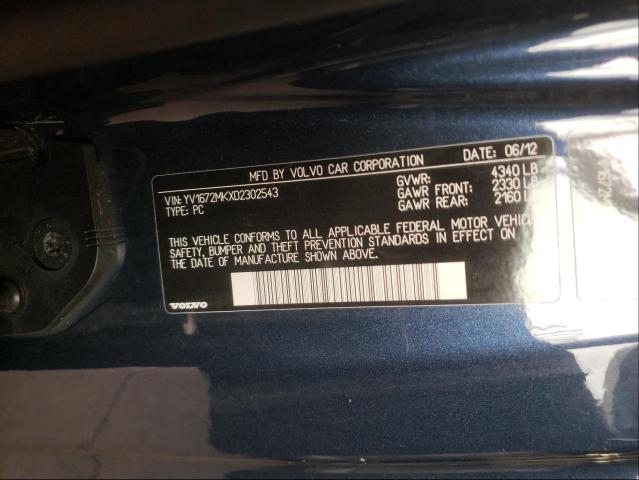 MFD BY VOLVO CAR CORPORATION DATE: 06/12
VIN: YV1672MKXD2302543
TYPE: PC
GVWR: 4340 LB
GAWR FRONT: 2330 LB
GAWR REAR: 2160 LB
THIS VEHICLE CONFORMS TO ALL APPLICABLE FEDERAL MOTOR VEHICLE
SAFETY, BUMPER AND THEFT PREVENTION STANDARDS IN EFFECT ON
THE DATE OF MANUFACTURE SHOWN ABOVE.
VOLVO